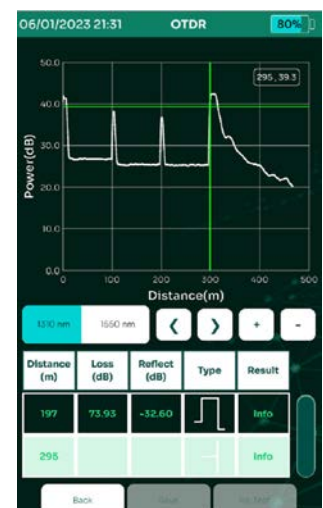 06/01/2023 21:31 OTDR 80%
50.0
295 , 39.3
40.0
30.0
20.0
10.0
0.0
Power(dB)
0 100 200 300 400 500
Distance(m)
1310 nm 1550 nm ❮ ❯ + -
Distance (m) Loss (dB) Reflect (dB) Type Result
197 73.93 -32.60 Info
295 Info
Back Save